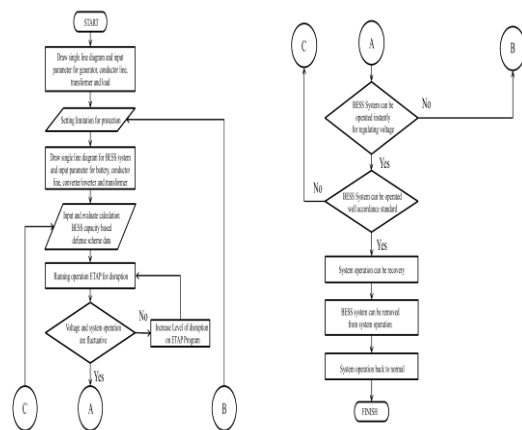 START
Draw single line diagram and input
parameter for generator, conductor line,
transformer and load
Setting limitation for protection
Draw single line diagram for BESS system
and input parameter for battery, conductor
line, converter/inverter and transformer
Input and evaluate calculation
BESS capacity based
defense scheme data
Running operation ETAP for disruption
Voltage and system operation
are fluctuative
No
Increase Level of disruption
on ETAP Program
Yes
C
A
B
C
A
B
BESS System can be
operated instantly
for regulating voltage
No
Yes
BESS System can be operated
well accordance standard
No
Yes
System operation can be recovery
BESS system can be removed
from system operation
System operation back to normal
FINISH